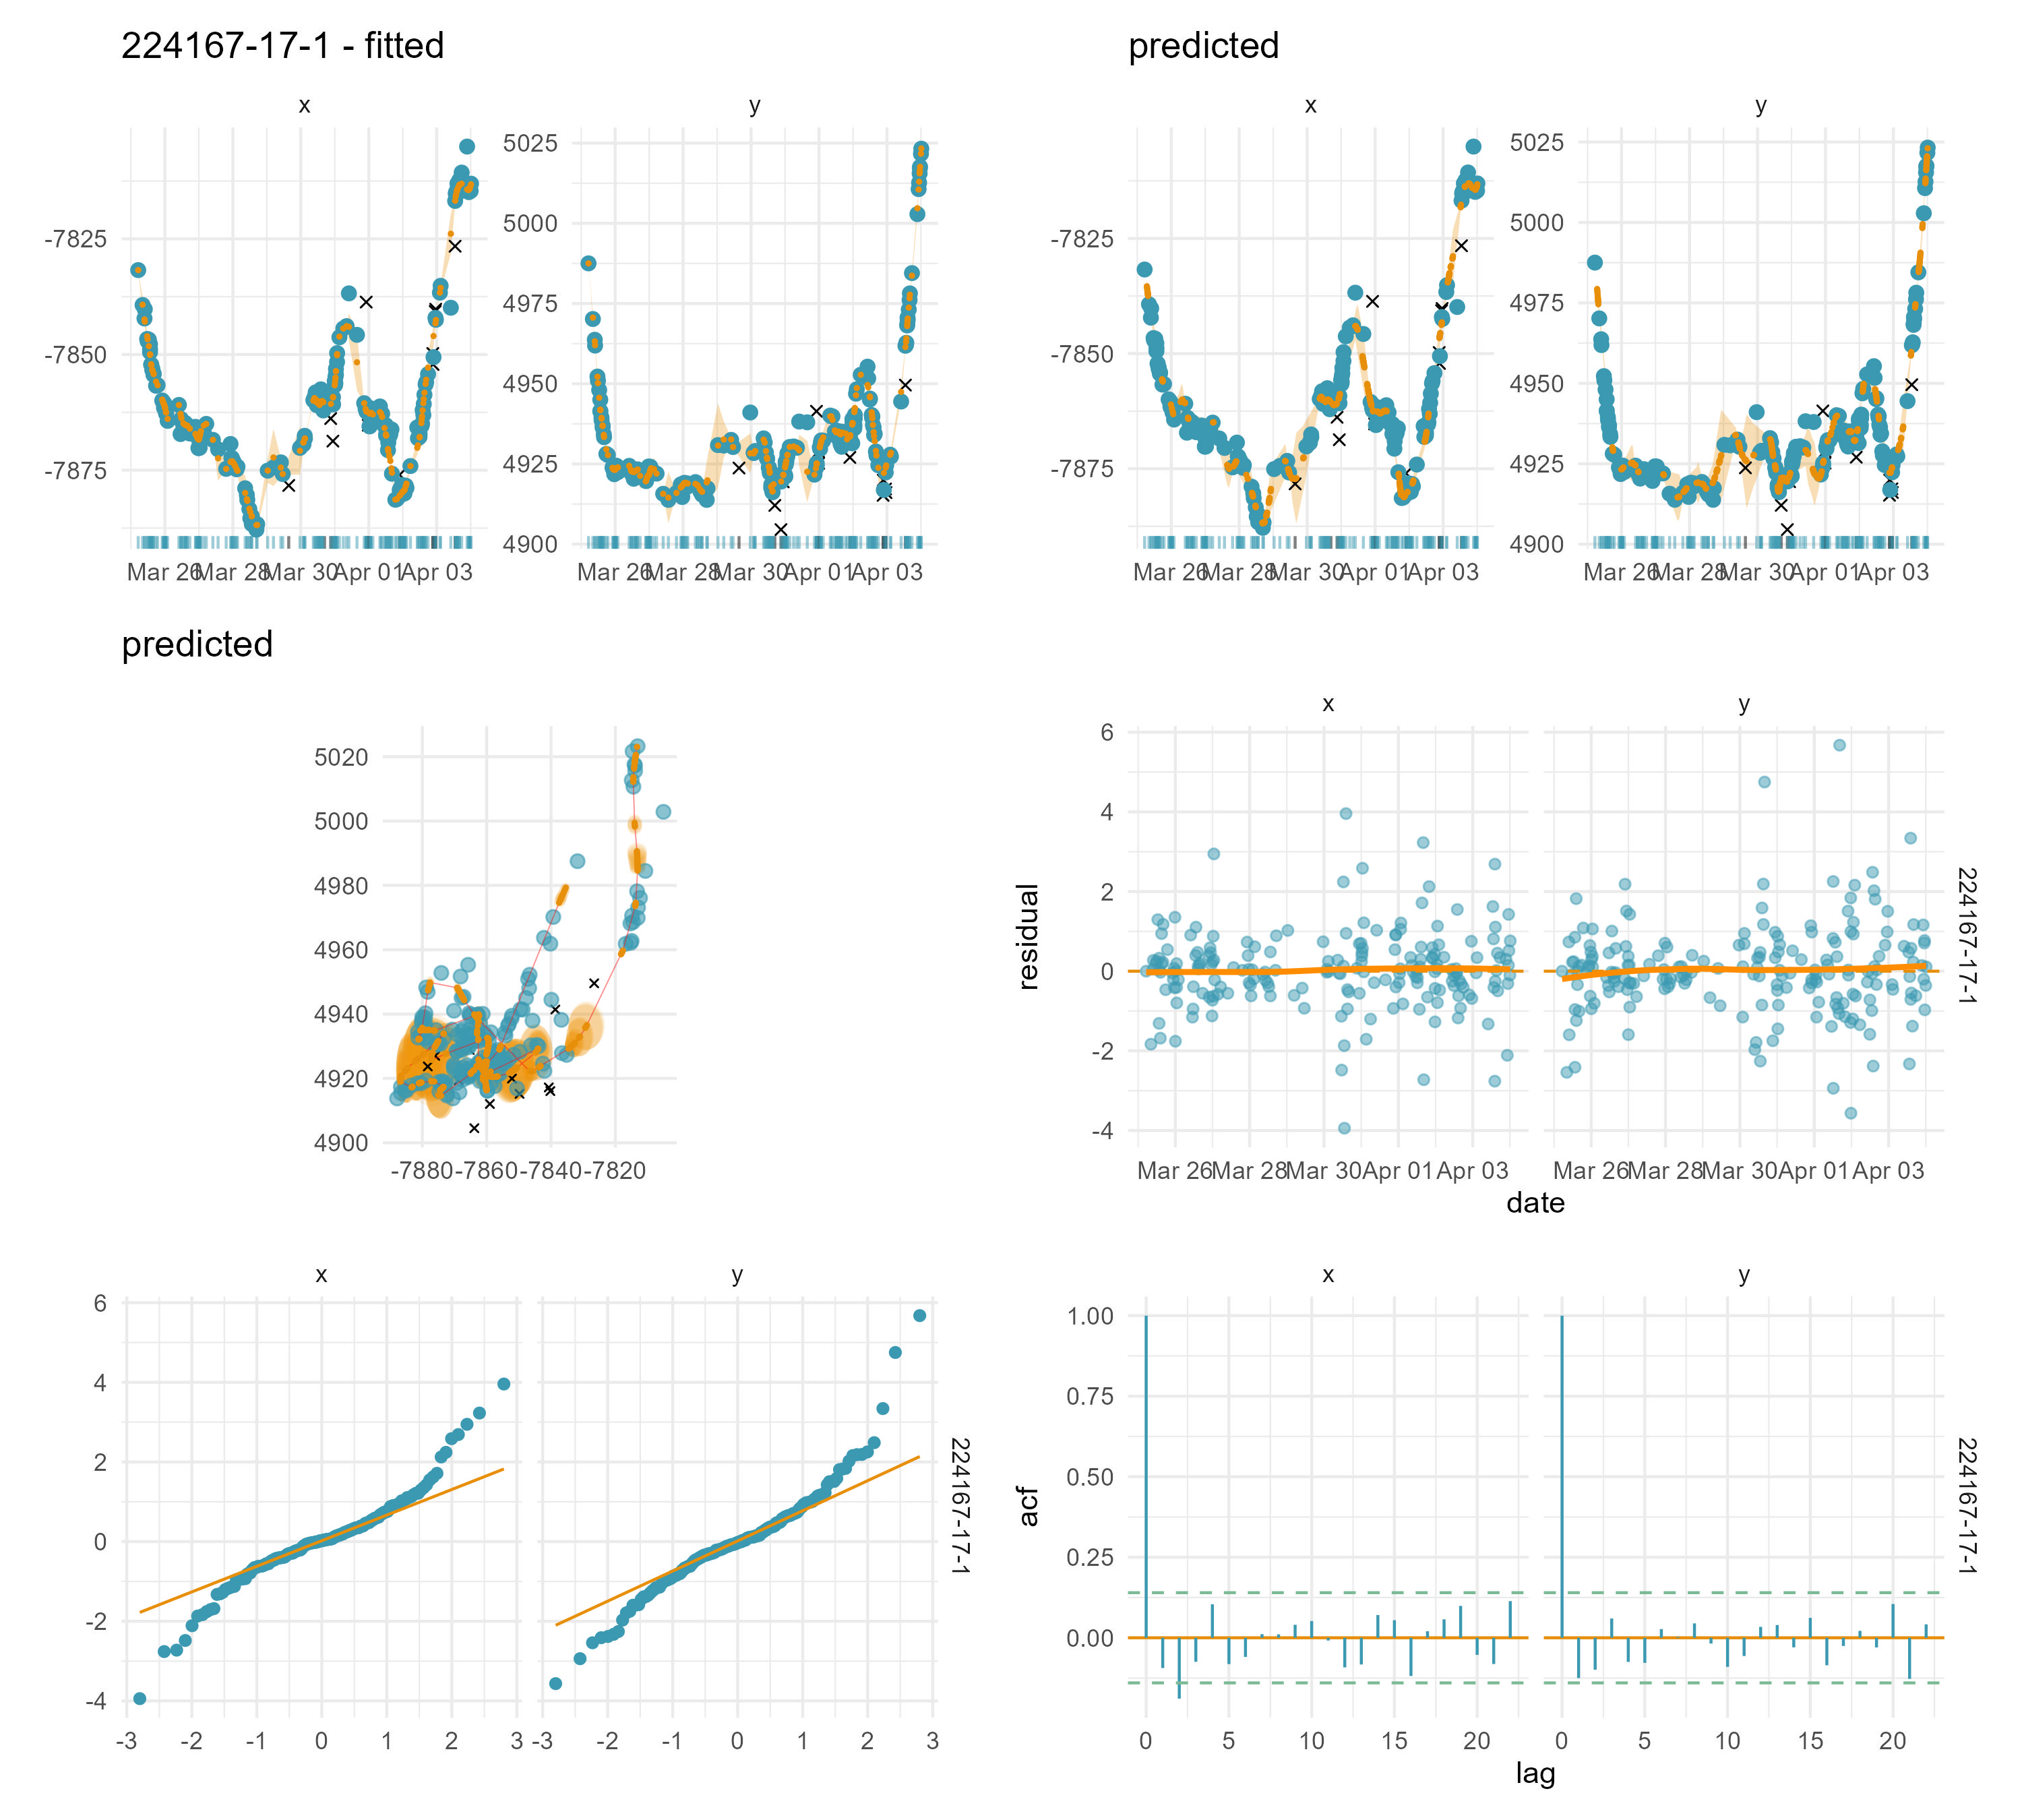 224167-17-1 - fitted
predicted
x
y
x
y
-7825
-7850
-7875
5025
5000
4975
4950
4925
4900
-7825
-7850
-7875
5025
5000
4975
4950
4925
4900
Mar 26 Mar 28 Mar 30 Apr 01 Apr 03
Mar 26 Mar 28 Mar 30 Apr 01 Apr 03
Mar 26 Mar 28 Mar 30 Apr 01 Apr 03
Mar 26 Mar 28 Mar 30 Apr 01 Apr 03
predicted
5020
5000
4980
4960
4940
4920
4900
-7880 -7860 -7840 -7820
x
y
residual
6
4
2
0
-2
-4
224167-17-1
Mar 26 Mar 28 Mar 30 Apr 01 Apr 03
Mar 26 Mar 28 Mar 30 Apr 01 Apr 03
date
x
y
6
4
2
0
-2
-4
224167-17-1
-3 -2 -1 0 1 2 3
-3 -2 -1 0 1 2 3
x
y
acf
1.00
0.75
0.50
0.25
0.00
224167-17-1
0 5 10 15 20
0 5 10 15 20
lag